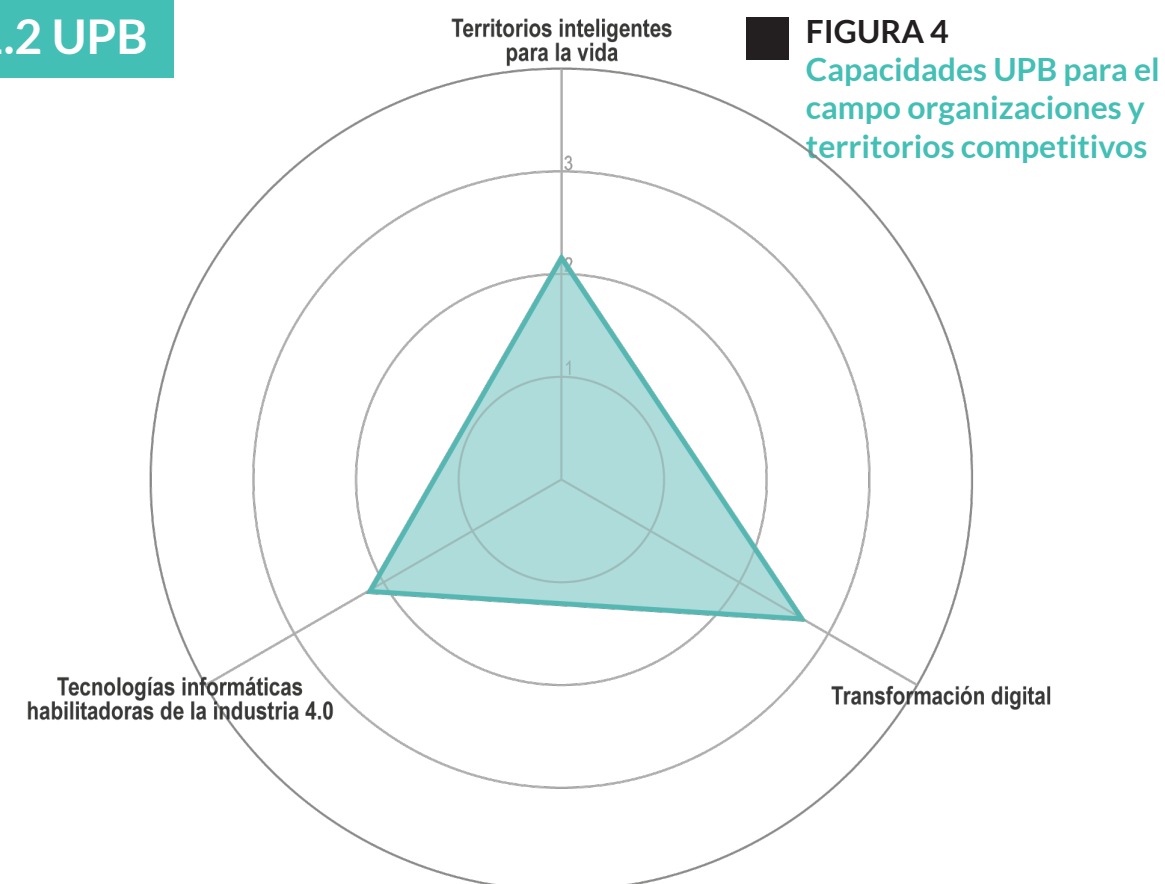 .2 UPB
FIGURA 4
Capacidades UPB para el
campo organizaciones y
territorios competitivos
Territorios inteligentes
para la vida
3
2
1
Tecnologías informáticas
habilitadoras de la industria 4.0
Transformación digital